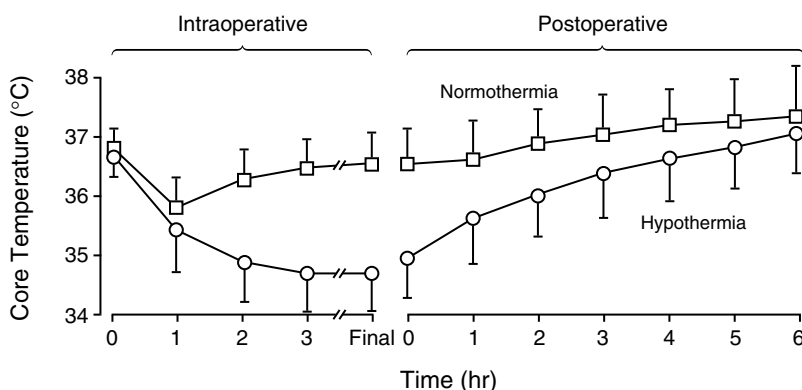 Intraoperative Postoperative
38
37
36
35
34
Core Temperature (°C)
Normothermia
Hypothermia
0 1 2 3 Final 0 1 2 3 4 5 6
Time (hr)